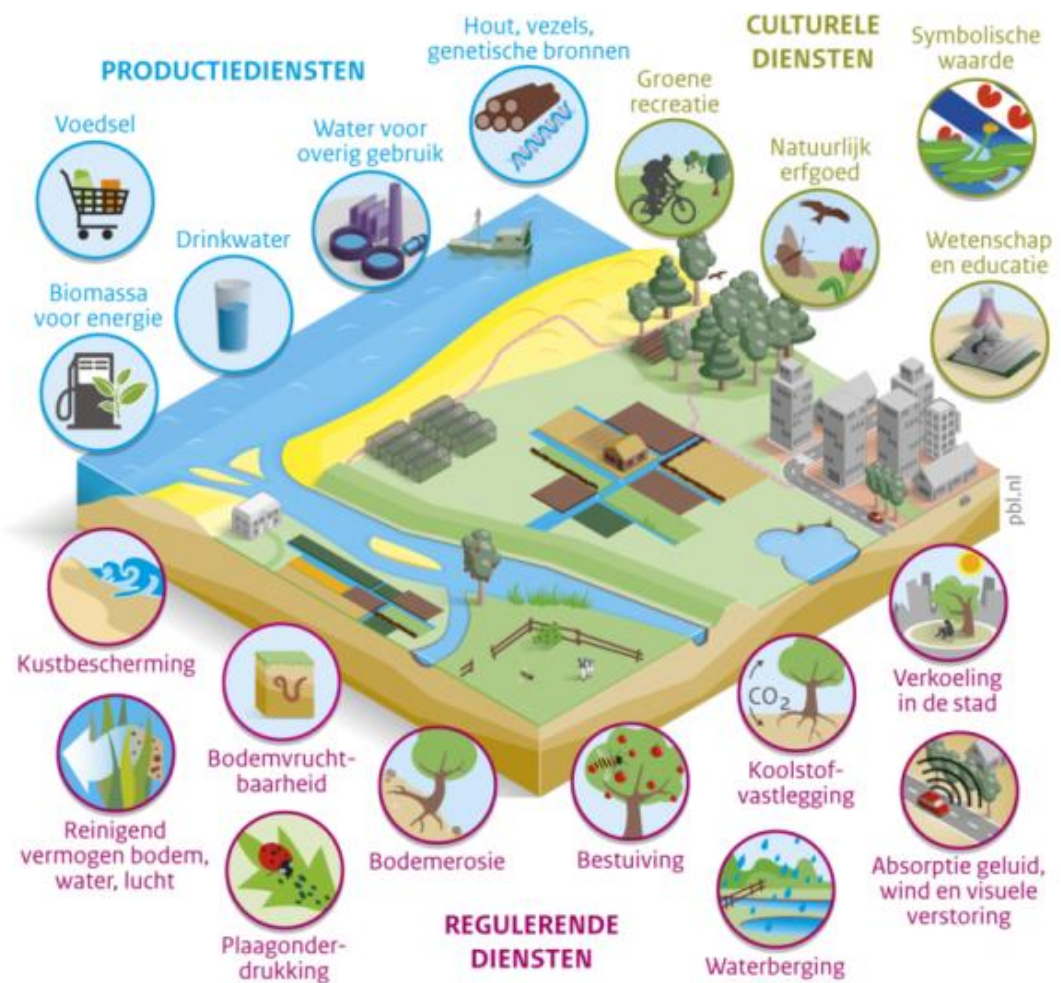 PRODUCTIEDIENSTEN
Voedsel
Drinkwater
Biomassa
voor energie
Water voor
overig gebruik
Hout, vezels,
genetische bronnen
CULTURELE
DIENSTEN
Groene
recreatie
Natuurlijk
erfgoed
Symbolische
waarde
Wetenschap
en educatie
pbl.nl
Kustbescherming
Reinigend
vermogen bodem,
water, lucht
Bodemvrucht-
baarheid
Plaagonder-
drukking
Bodemerosie
Bestuiving
CO2
Koolstof-
vastlegging
Verkoeling
in de stad
Absorptie geluid,
wind en visuele
verstoring
Waterberging
REGULERENDE
DIENSTEN